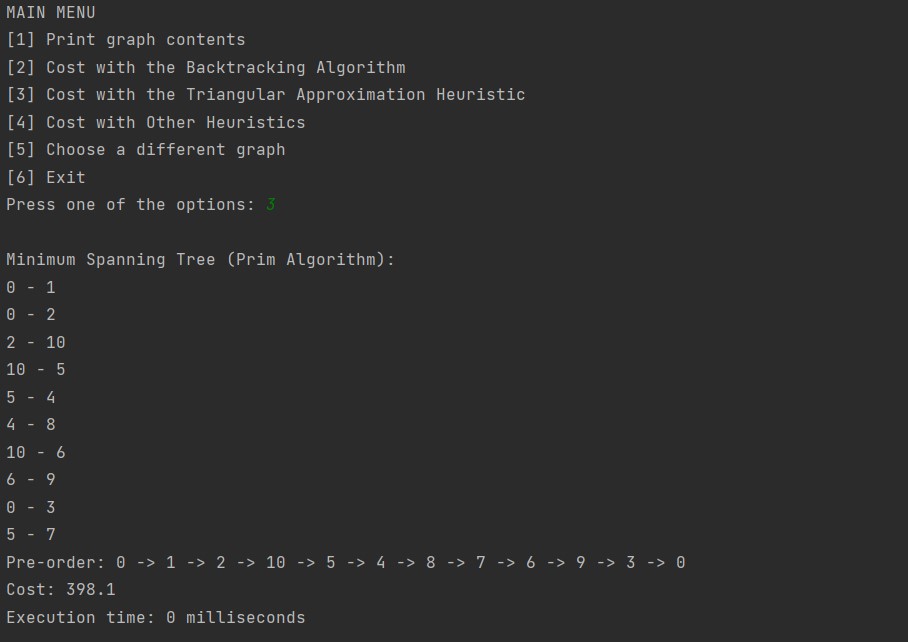 MAIN MENU
[1] Print graph contents
[2] Cost with the Backtracking Algorithm
[3] Cost with the Triangular Approximation Heuristic
[4] Cost with Other Heuristics
[5] Choose a different graph
[6] Exit
Press one of the options: 3
Minimum Spanning Tree (Prim Algorithm):
0 - 1
0 - 2
2 - 10
10 - 5
5 - 4
4 - 8
10 - 6
6 - 9
0 - 3
5 - 7
Pre-order: 0 -> 1 -> 2 -> 10 -> 5 -> 4 -> 8 -> 7 -> 6 -> 9 -> 3 -> 0
Cost: 398.1
Execution time: 0 milliseconds